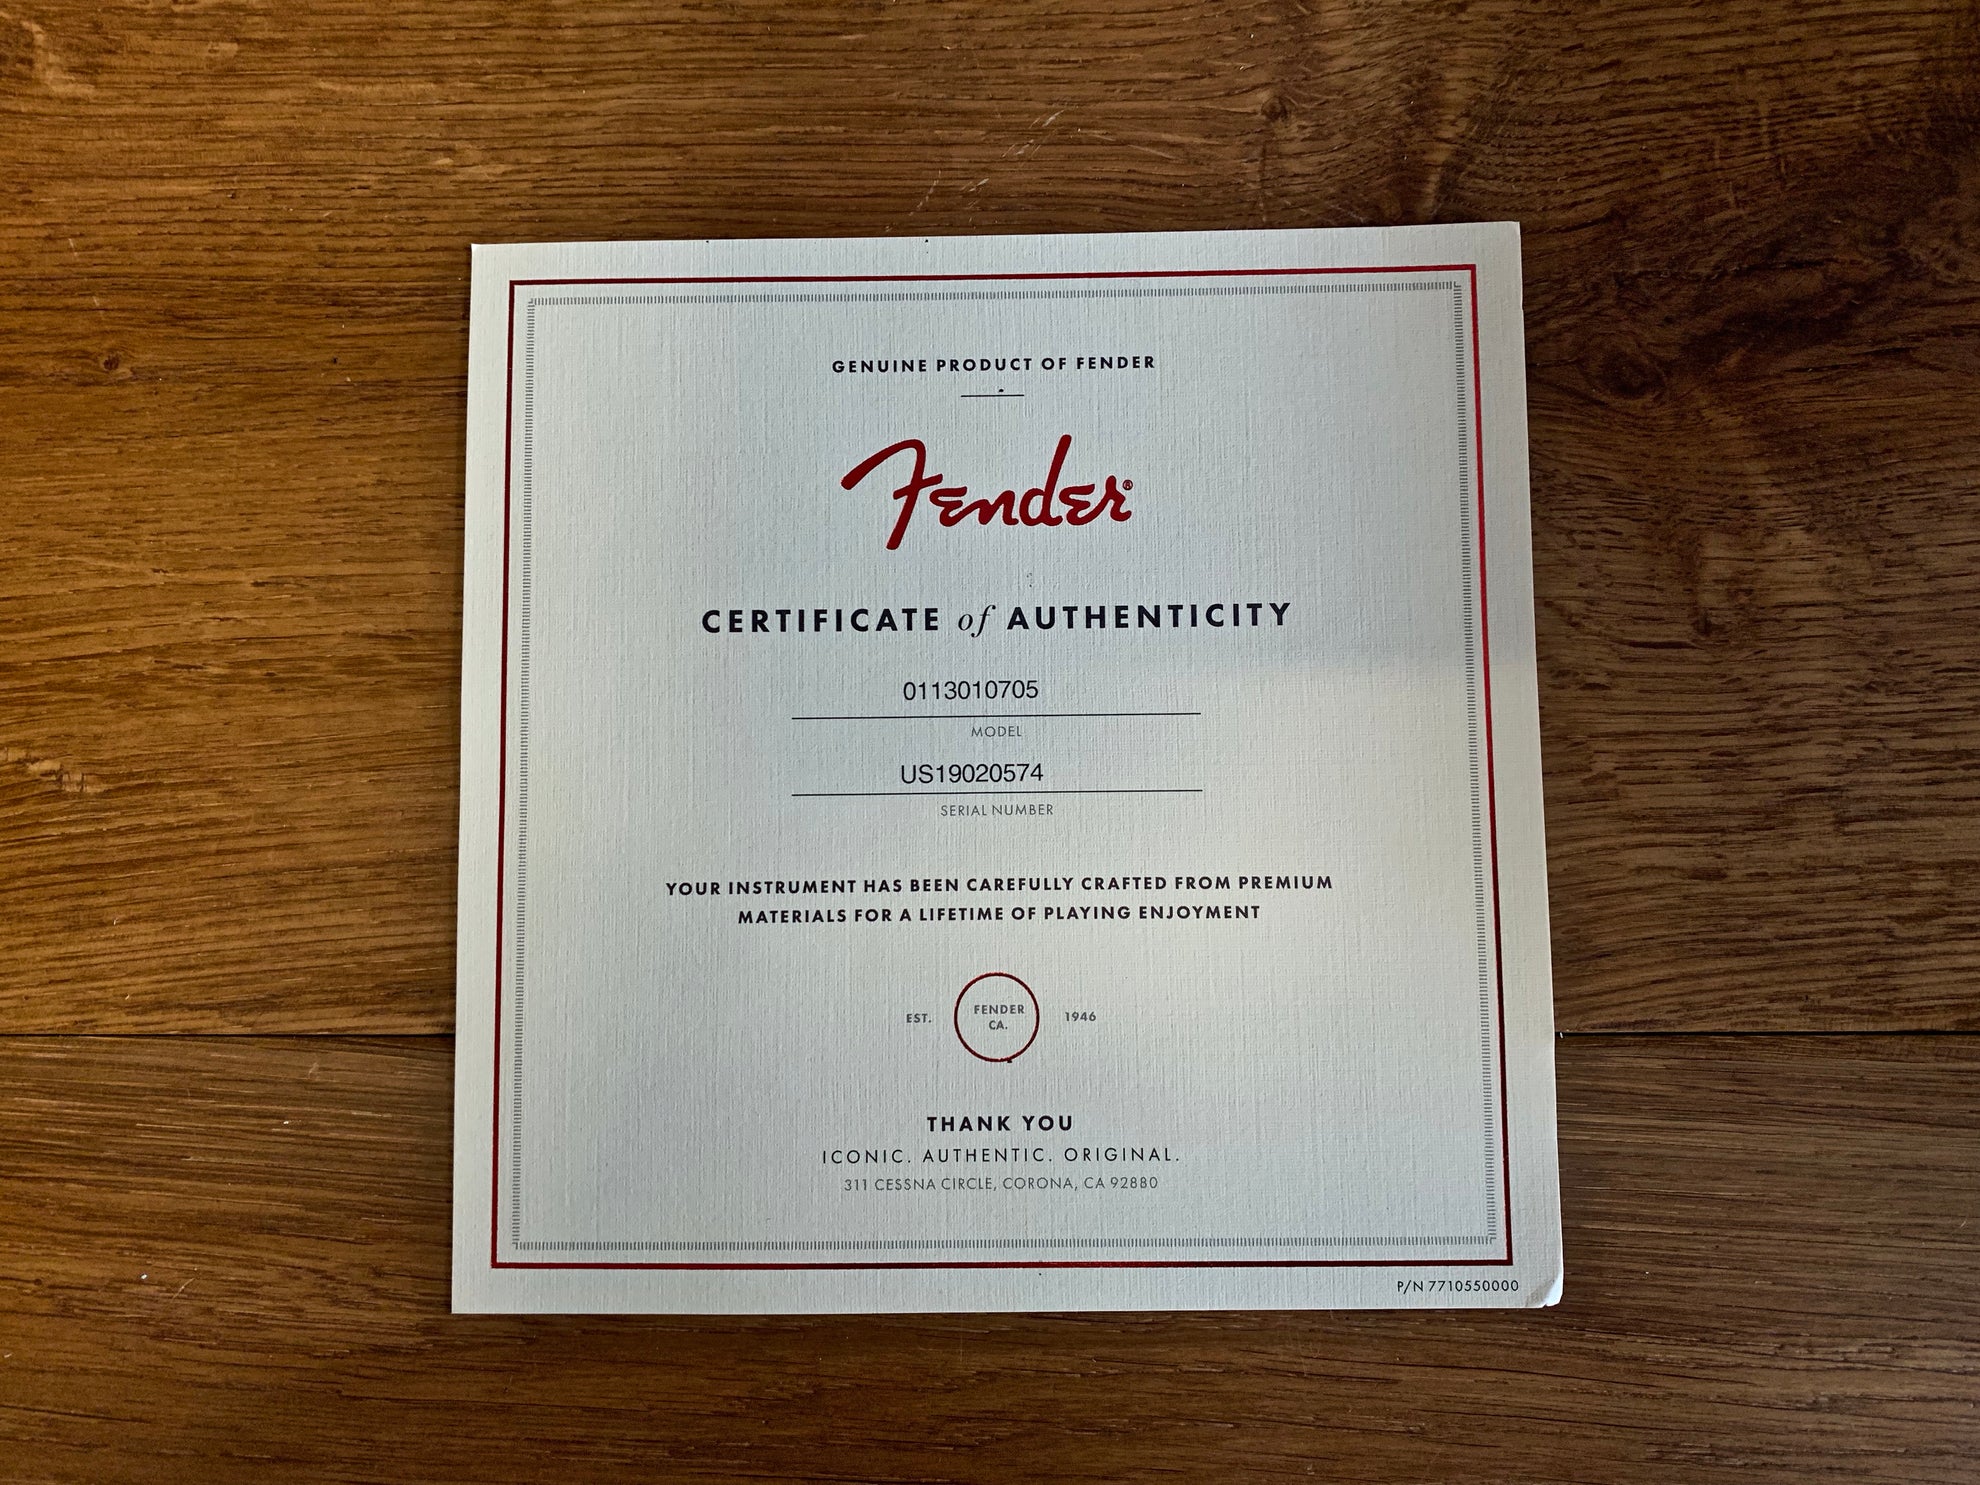 GENUINE PRODUCT OF FENDER
Fender®
CERTIFICATE of AUTHENTICITY
0113010705
MODEL
US19020574
SERIAL NUMBER
YOUR INSTRUMENT HAS BEEN CAREFULLY CRAFTED FROM PREMIUM
MATERIALS FOR A LIFETIME OF PLAYING ENJOYMENT
EST. FENDER CA. 1946
THANK YOU
ICONIC. AUTHENTIC. ORIGINAL.
311 CESSNA CIRCLE, CORONA, CA 92880
P/N 7710550000